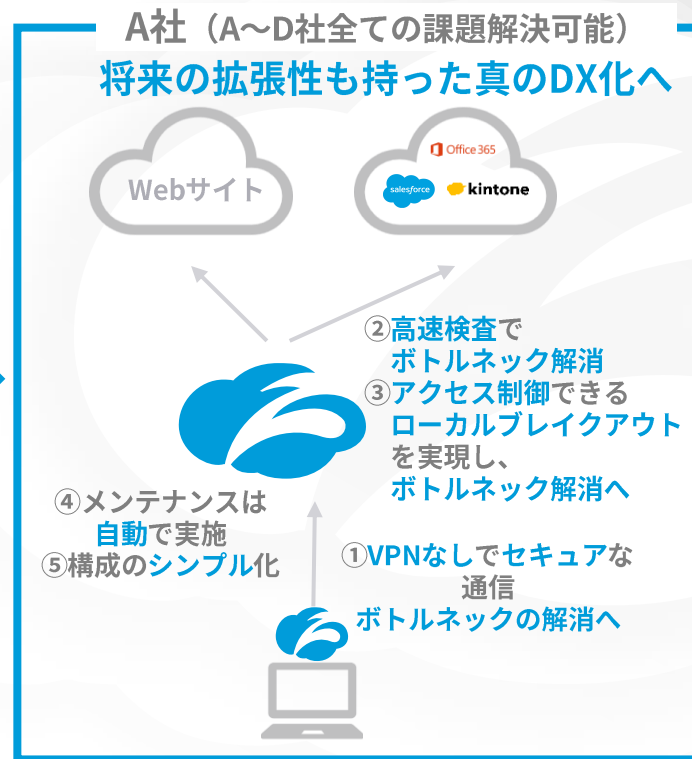 A社（A～D社全ての課題解決可能）
将来の拡張性も持った真のDX化へ
Webサイト
Office 365
salesforce
kintone
②高速検査で
ボトルネック解消
③アクセス制御できる
ローカルブレイクアウト
を実現し、
ボトルネック解消へ
④メンテナンスは
自動で実施
⑤構成のシンプル化
①VPNなしでセキュアな
通信
ボトルネックの解消へ